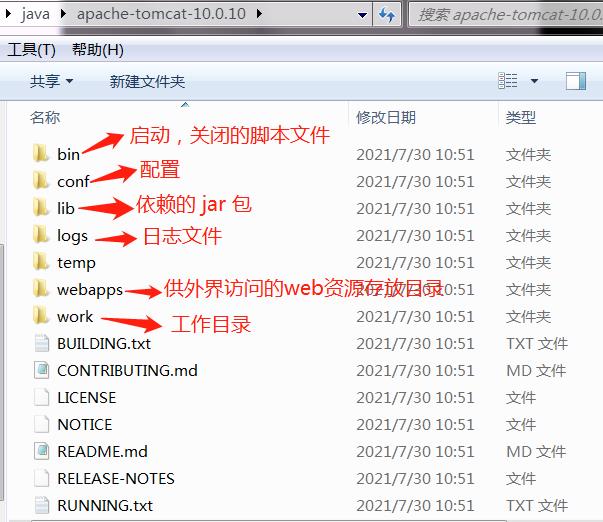 java apache-tomcat-10.0.10 搜索 apache-tomcat-10.0.
工具(T) 帮助(H)
共享 新建文件夹
名称 修改日期 类型
启动，关闭的脚本文件
bin 2021/7/30 10:51 文件夹
配置
conf 2021/7/30 10:51 文件夹
依赖的 jar 包
lib 2021/7/30 10:51 文件夹
logs 日志文件 2021/7/30 10:51 文件夹
temp 2021/7/30 10:51 文件夹
webapps 供外界访问的web资源存放目录 2021/7/30 10:51 文件夹
work 2021/7/30 10:51 文件夹
工作目录
BUILDING.txt 2021/7/30 10:51 TXT 文件
CONTRIBUTING.md 2021/7/30 10:51 MD 文件
LICENSE 2021/7/30 10:51 文件
NOTICE 2021/7/30 10:51 文件
README.md 2021/7/30 10:51 MD 文件
RELEASE-NOTES 2021/7/30 10:51 文件
RUNNING.txt 2021/7/30 10:51 TXT 文件